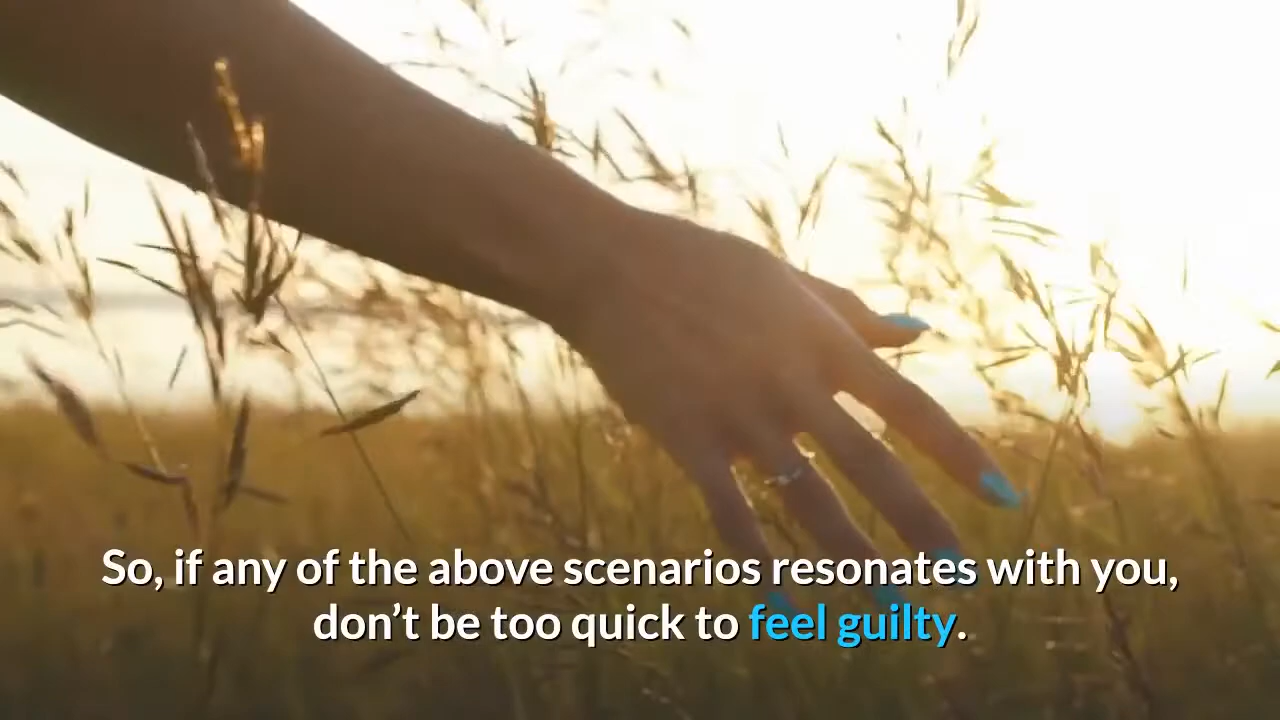 So, if any of the above scenarios resonates with you,
don’t be too quick to feel guilty.